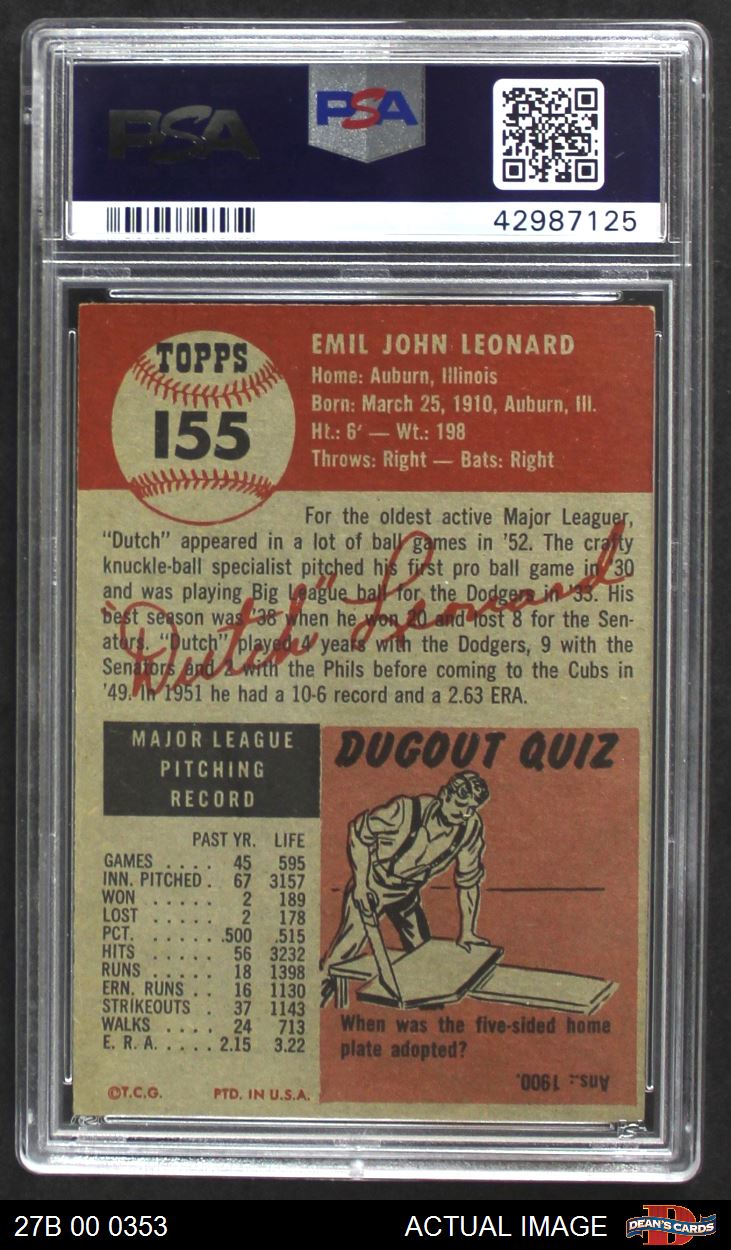 PSA
PSA
42987125
TOPPS
155
EMIL JOHN LEONARD
Home: Auburn, Illinois
Born: March 25, 1910, Auburn, Ill.
Ht.: 6' — Wt.: 198
Throws: Right — Bats: Right
For the oldest active Major Leaguer,
"Dutch" appeared in a lot of ball games in '52. The crafty
knuckle-ball specialist pitched his first pro ball game in '30
and was playing Big League ball for the Dodgers in '33. His
best season was '38 when he won 20 and lost 8 for the Sen-
ators. "Dutch" played 4 years with the Dodgers, 9 with the
Senators and 2 with the Phils before coming to the Cubs in
'49. In 1951 he had a 10-6 record and a 2.63 ERA.
"Dutch" Leonard
MAJOR LEAGUE
PITCHING
RECORD
PAST YR. LIFE
GAMES . . . . 45 595
INN. PITCHED . 67 3157
WON . . . . . . 2 189
LOST . . . . . 2 178
PCT. . . . . . .500 .515
HITS . . . . . 56 3232
RUNS . . . . . 18 1398
ERN. RUNS . . 16 1130
STRIKEOUTS . 37 1143
WALKS . . . . 24 713
E. R. A. . . . . 2.15 3.22
©T.C.G. PTD. IN U.S.A.
DUGOUT QUIZ
When was the five-sided home
plate adopted?
Ans.: 1900.
27B 00 0353 ACTUAL IMAGE DEAN'S CARDS